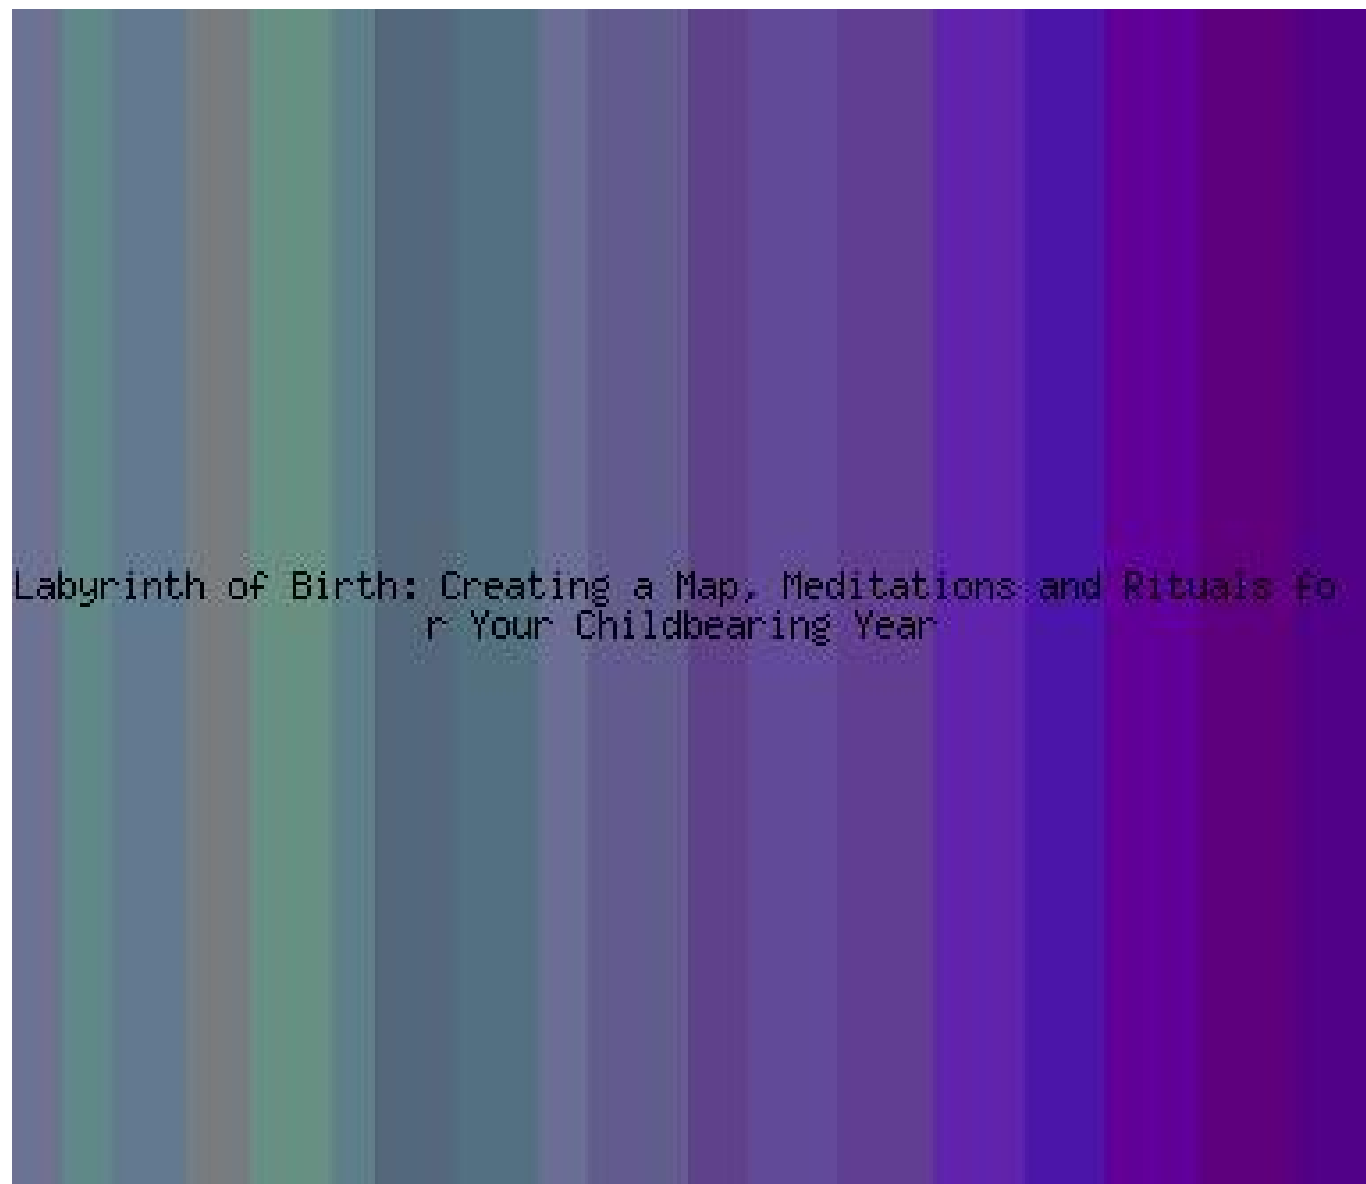 Labyrinth of Birth: Creating a Map, Meditations and Rituals fo
r Your Childbearing Year